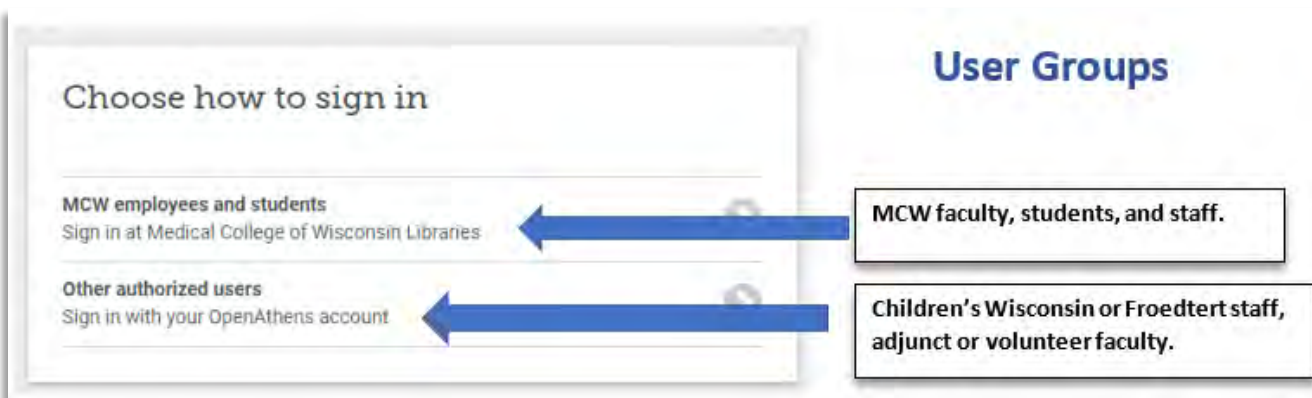 User Groups
Choose how to sign in
MCW employees and students
Sign in at Medical College of Wisconsin Libraries
MCW faculty, students, and staff.
Other authorized users
Sign in with your OpenAthens account
Children's Wisconsin or Froedtert staff,
adjunct or volunteer faculty.